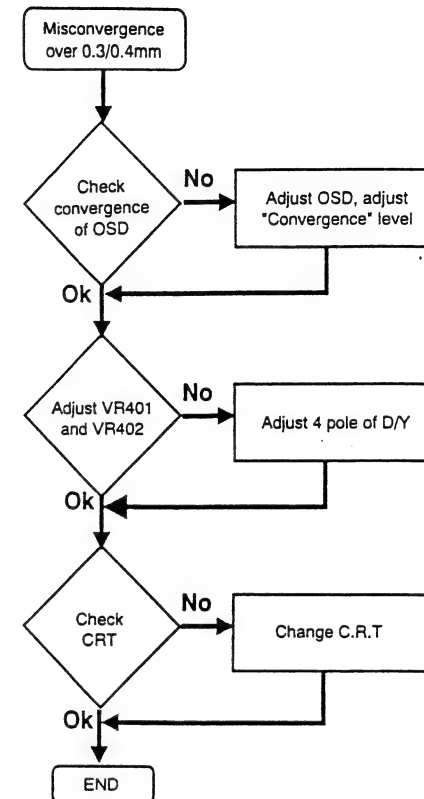 Misconvergence
over 0.3/0.4mm
Check
convergence
of OSD
No
Adjust OSD, adjust
"Convergence" level
Ok
Adjust VR401
and VR402
No
Adjust 4 pole of D/Y
Ok
Check
CRT
No
Change C.R.T
Ok
END